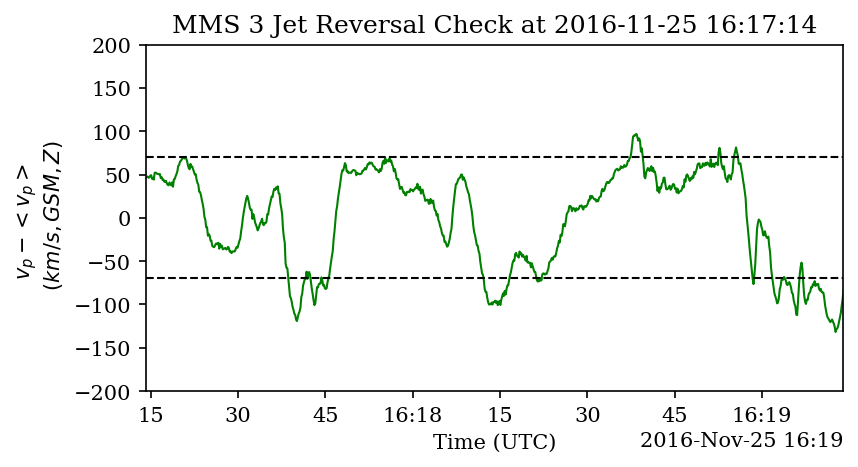 MMS 3 Jet Reversal Check at 2016-11-25 16:17:14
200
150
100
50
0
−50
−100
−150
−200
v_p − < v_p >
(km/s, GSM, Z)
15 30 45 16:18 15 30 45 16:19
Time (UTC)
2016-Nov-25 16:19